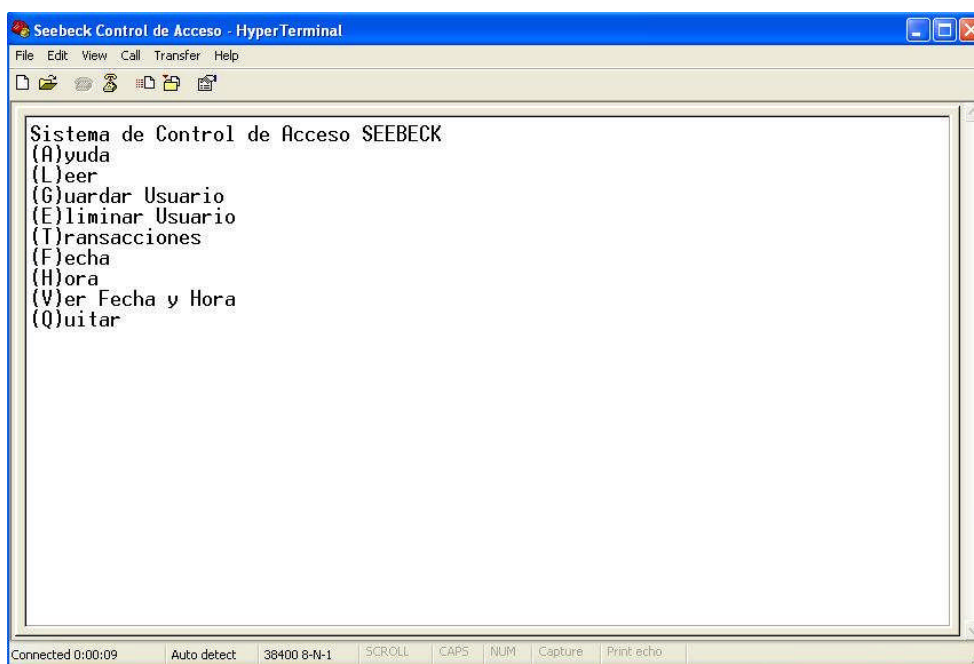 Seebeck Control de Acceso - HyperTerminal
File Edit View Call Transfer Help
Sistema de Control de Acceso SEEBECK
(A)yuda
(L)eer
(G)uardar Usuario
(E)liminar Usuario
(T)ransacciones
(F)echa
(H)ora
(V)er Fecha y Hora
(Q)uitar
Connected 0:00:09 Auto detect 38400 8-N-1 SCROLL CAPS NUM Capture Print echo